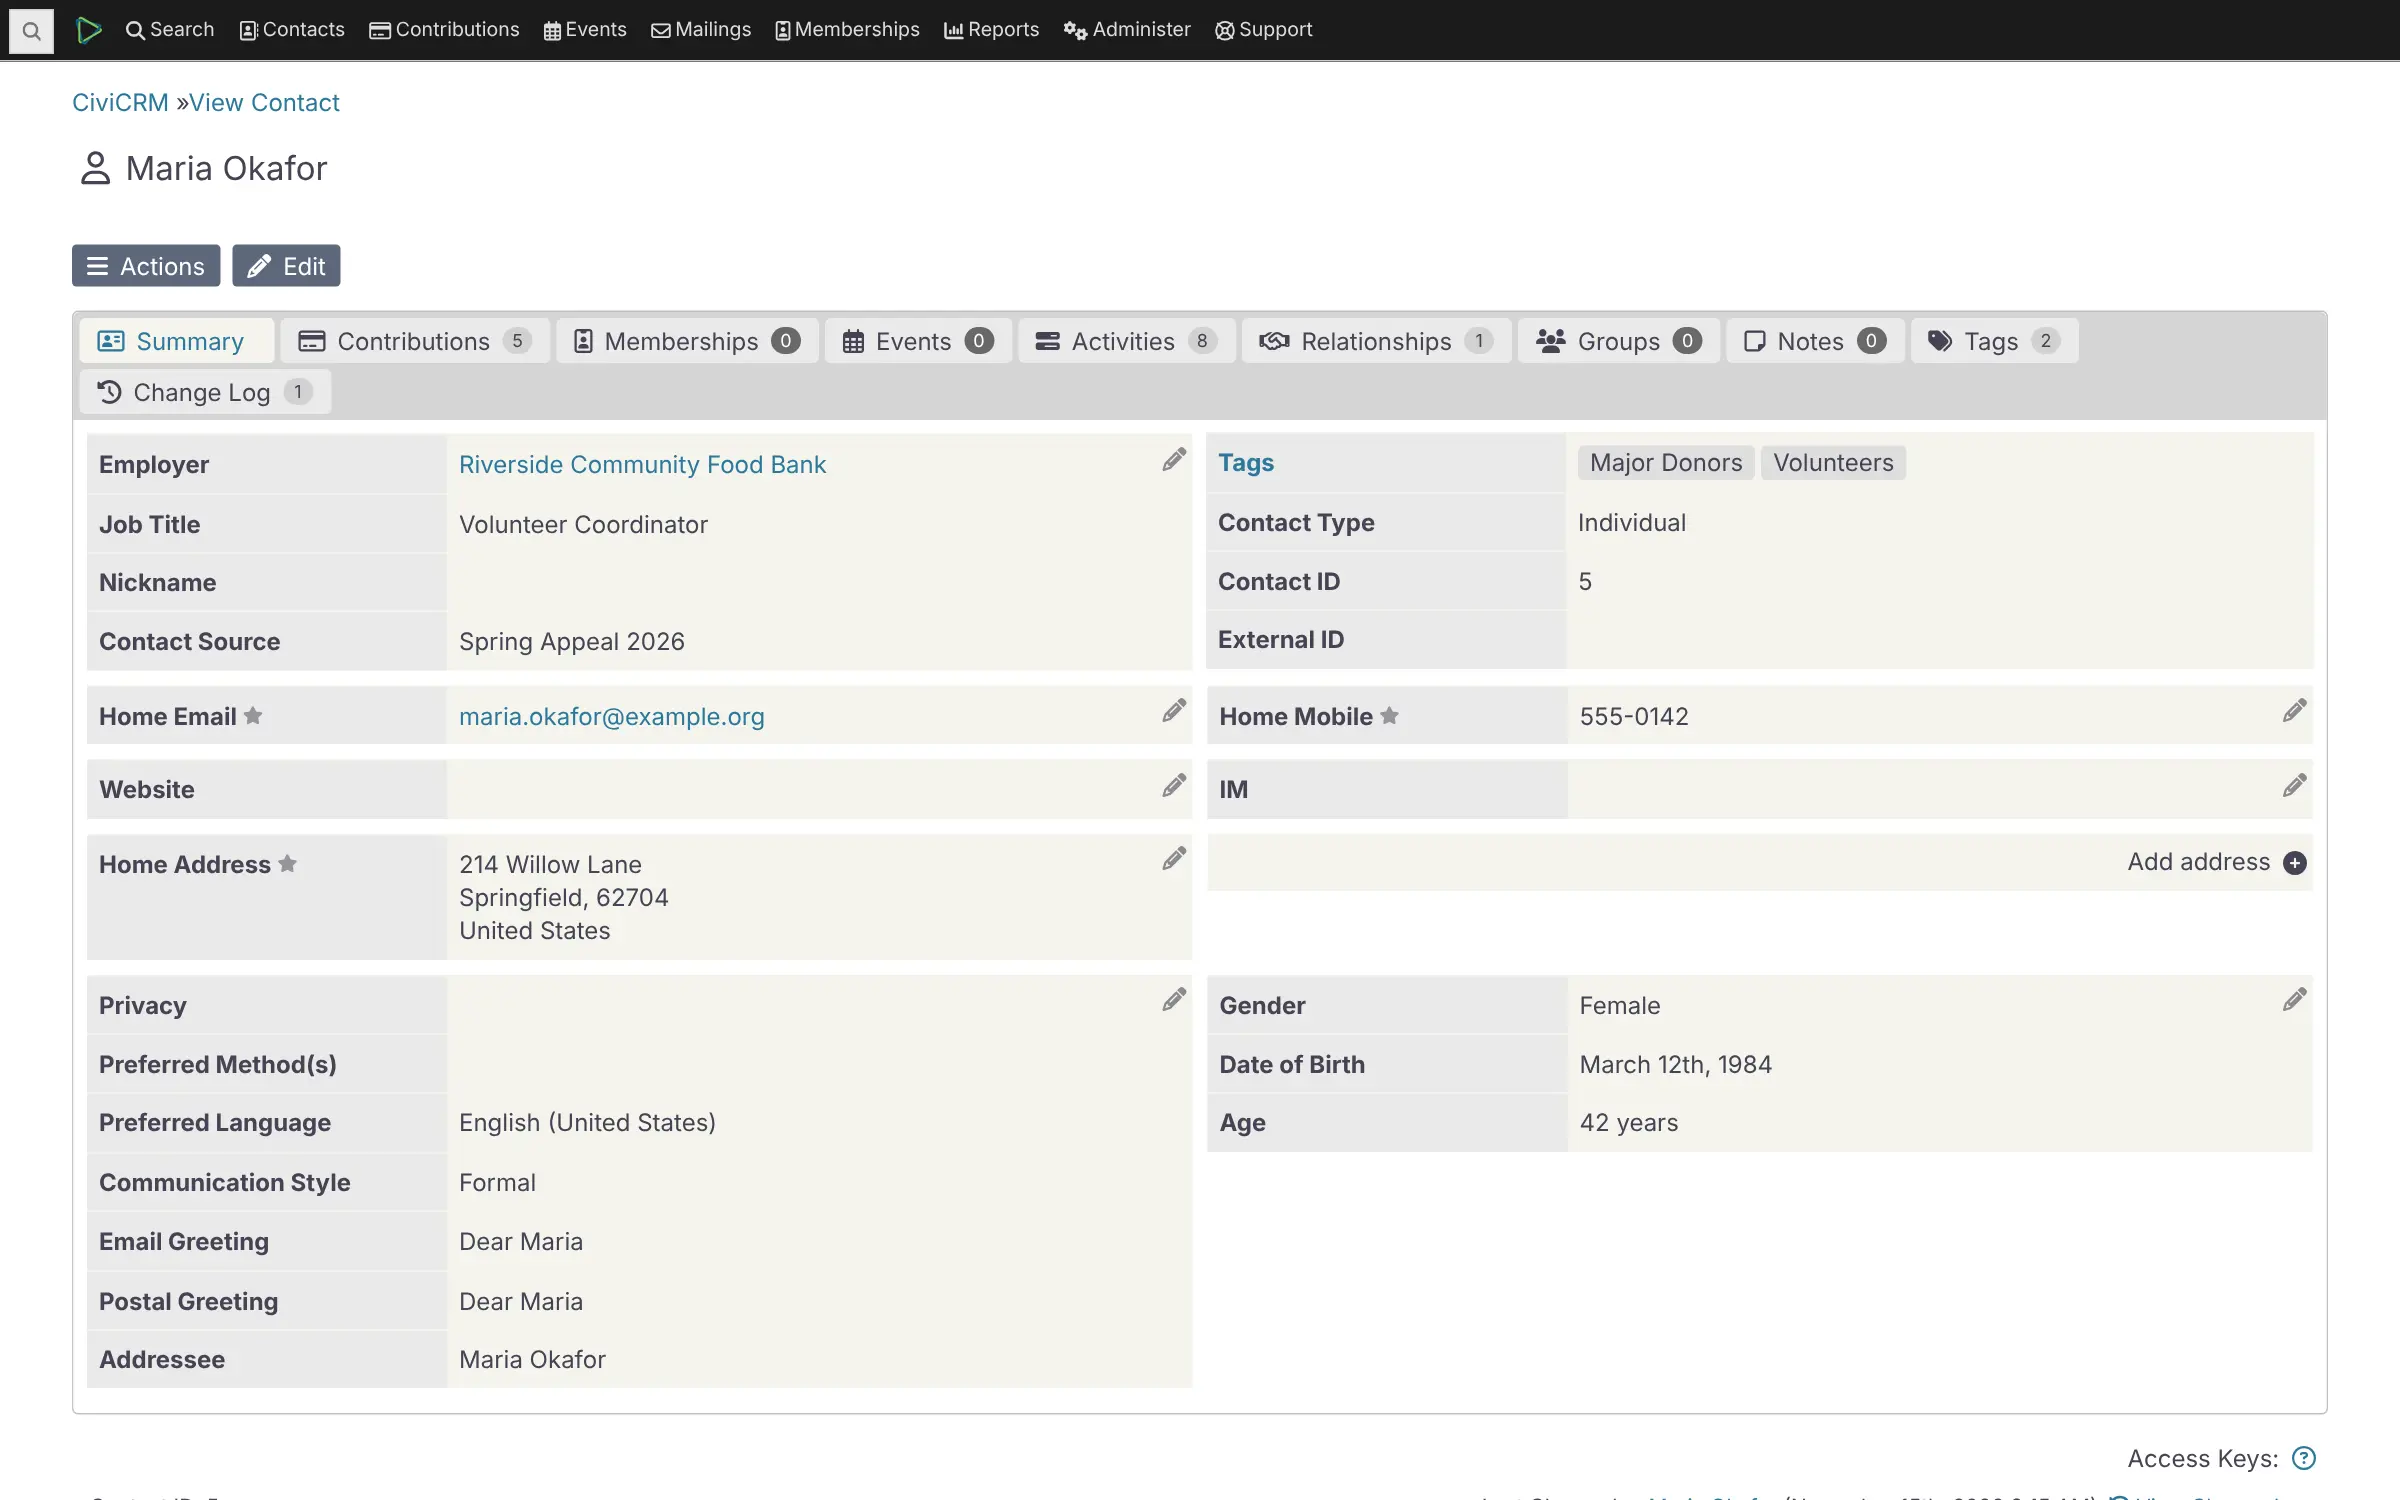 Search Contacts Contributions Events Mailings Memberships Reports Administer Support
CiviCRM »View Contact
Maria Okafor
Actions Edit
Summary Contributions 5 Memberships 0 Events 0 Activities 8 Relationships 1 Groups 0 Notes 0 Tags 2
Change Log 1
Employer Riverside Community Food Bank
Job Title Volunteer Coordinator
Nickname
Contact Source Spring Appeal 2026
Tags Major Donors Volunteers
Contact Type Individual
Contact ID 5
External ID
Home Email maria.okafor@example.org
Home Mobile 555-0142
Website
IM
Home Address 214 Willow Lane
Springfield, 62704
United States
Add address
Privacy
Preferred Method(s)
Preferred Language English (United States)
Communication Style Formal
Email Greeting Dear Maria
Postal Greeting Dear Maria
Addressee Maria Okafor
Gender Female
Date of Birth March 12th, 1984
Age 42 years
Access Keys: ?